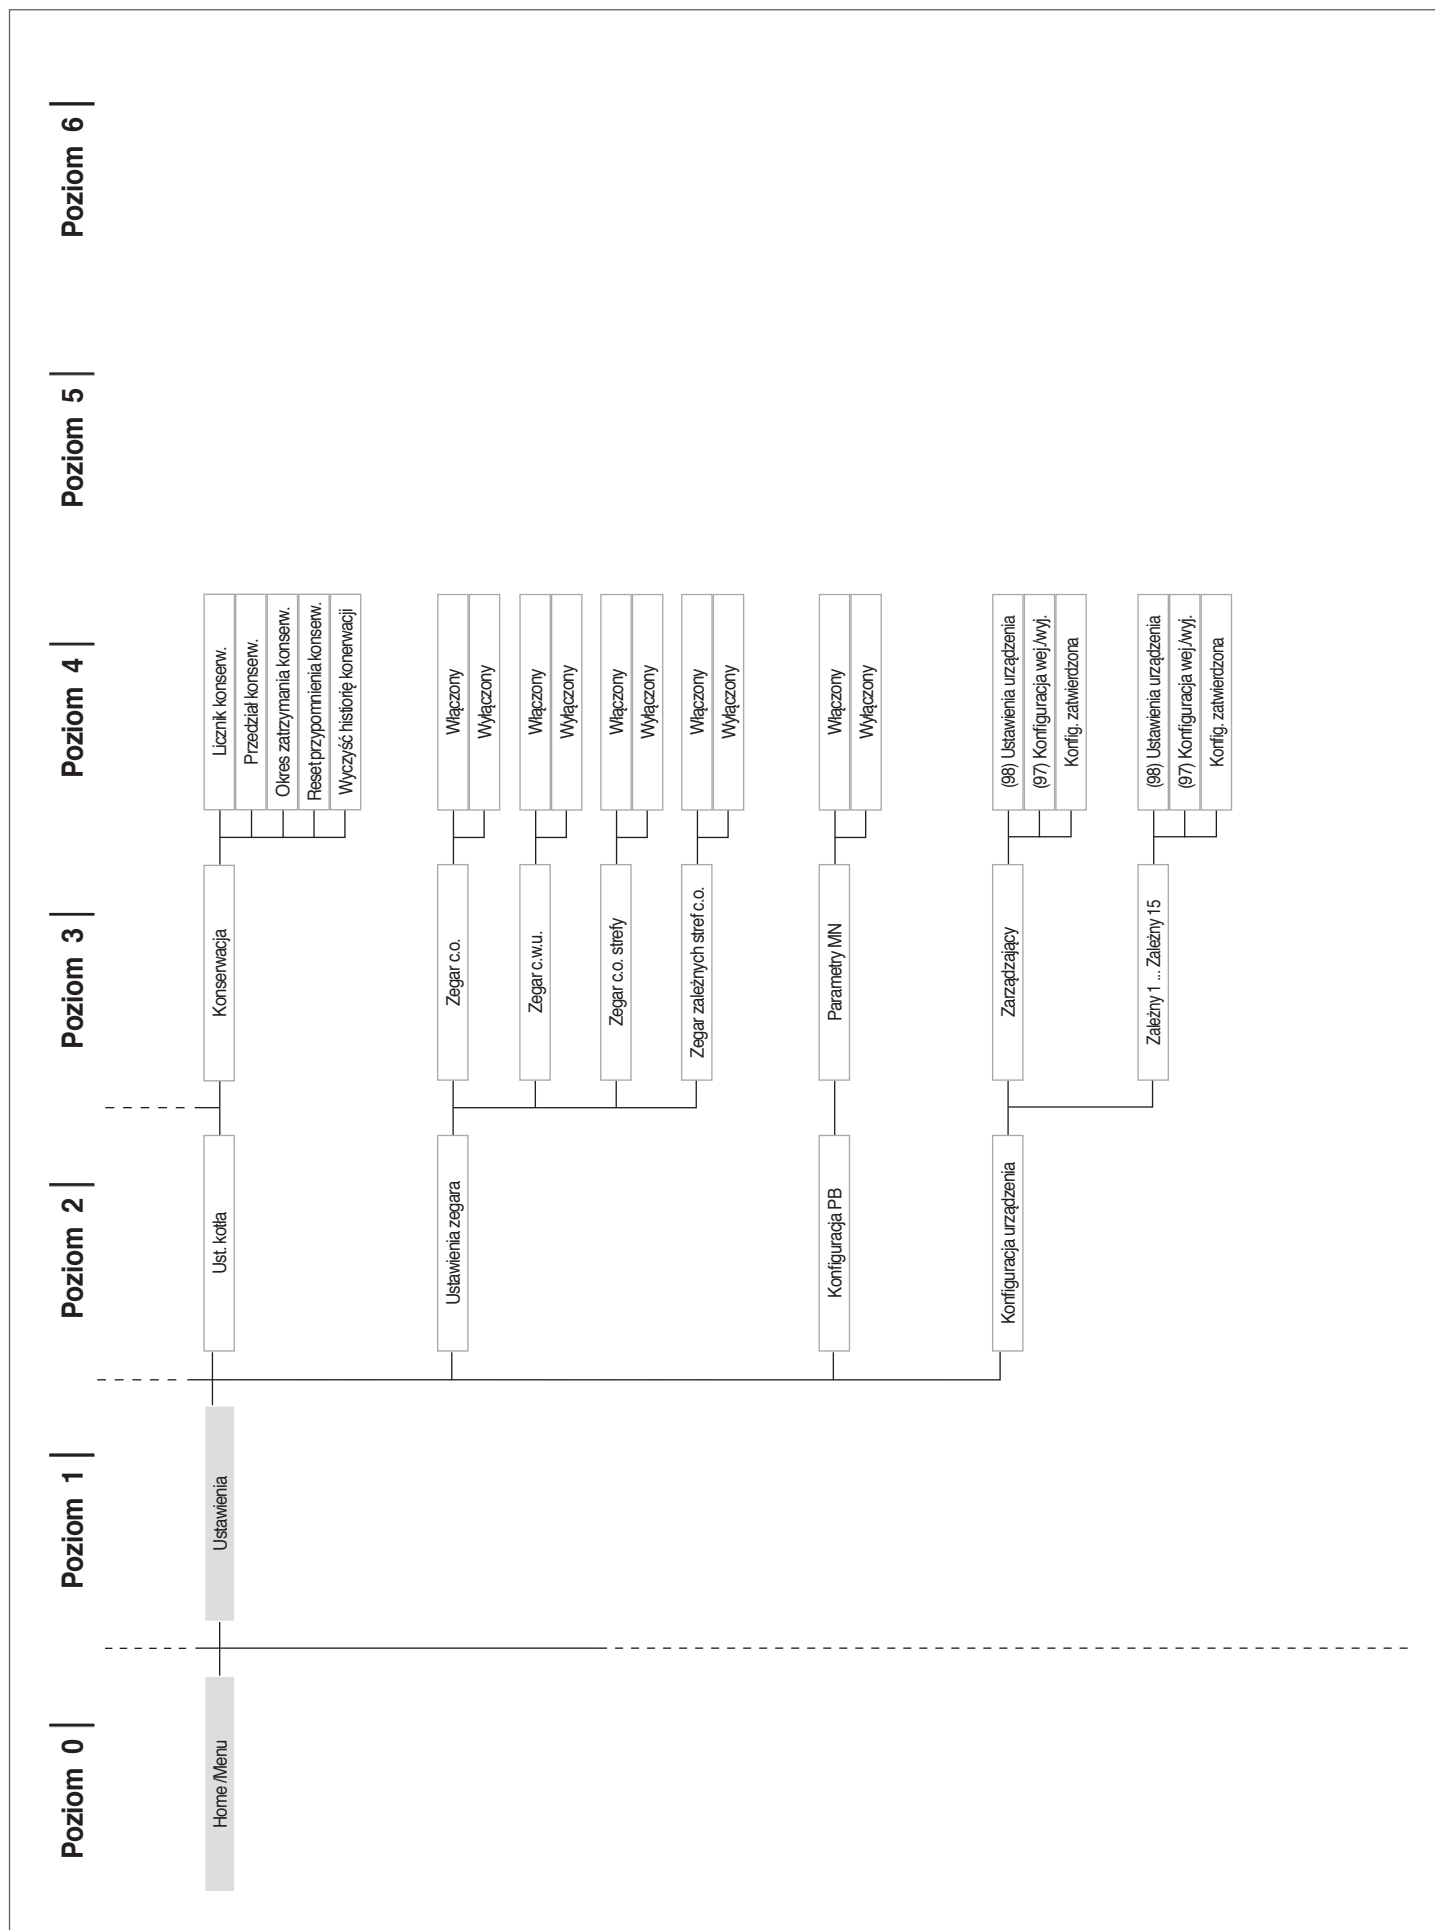 Poziom 0
Poziom 1
Poziom 2
Poziom 3
Poziom 4
Poziom 5
Poziom 6
Home /Menu
Ustawienia
Ust. kotła
Konserwacja
Licznik konserw.
Przedział konserw.
Okres zatrzymania konserw.
Reset przypomnienia konserw.
Wyczyść histiorię konerwacji
Ustawienia zegara
Zegar c.o.
Włączony
Wyłączony
Zegar c.w.u.
Włączony
Wyłączony
Zegar c.o. strefy
Włączony
Wyłączony
Zegar zależnych stref c.o.
Włączony
Wyłączony
Konfiguracja PB
Parametry MN
Włączony
Wyłączony
Konfiguracja urządzenia
Zarządzający
(98) Ustawienia urządzenia
(97) Konfiguracja wej./wyj.
Konfig. zatwierdzona
Zależny 1 ... Zależny 15
(98) Ustawienia urządzenia
(97) Konfiguracja wej./wyj.
Konfig. zatwierdzona